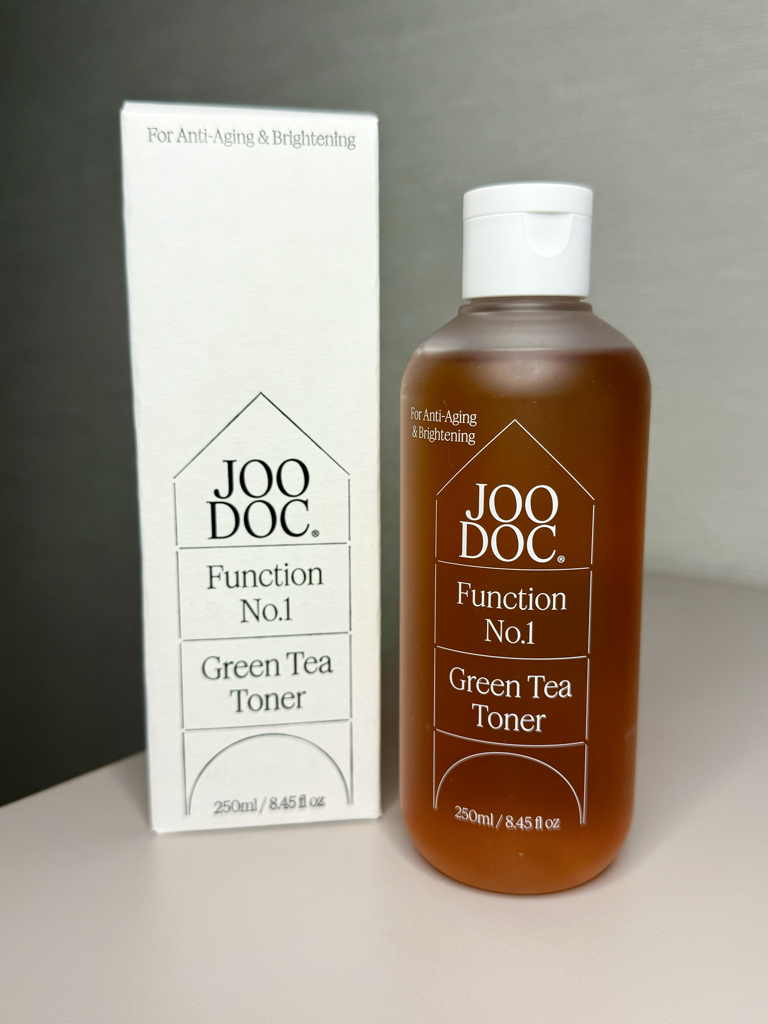 For Anti-Aging & Brightening
JOO
DOC®
Function
No.1
Green Tea
Toner
250ml / 8.45 fl oz
For Anti-Aging
& Brightening
JOO
DOC®
Function
No.1
Green Tea
Toner
250ml / 8.45 fl oz